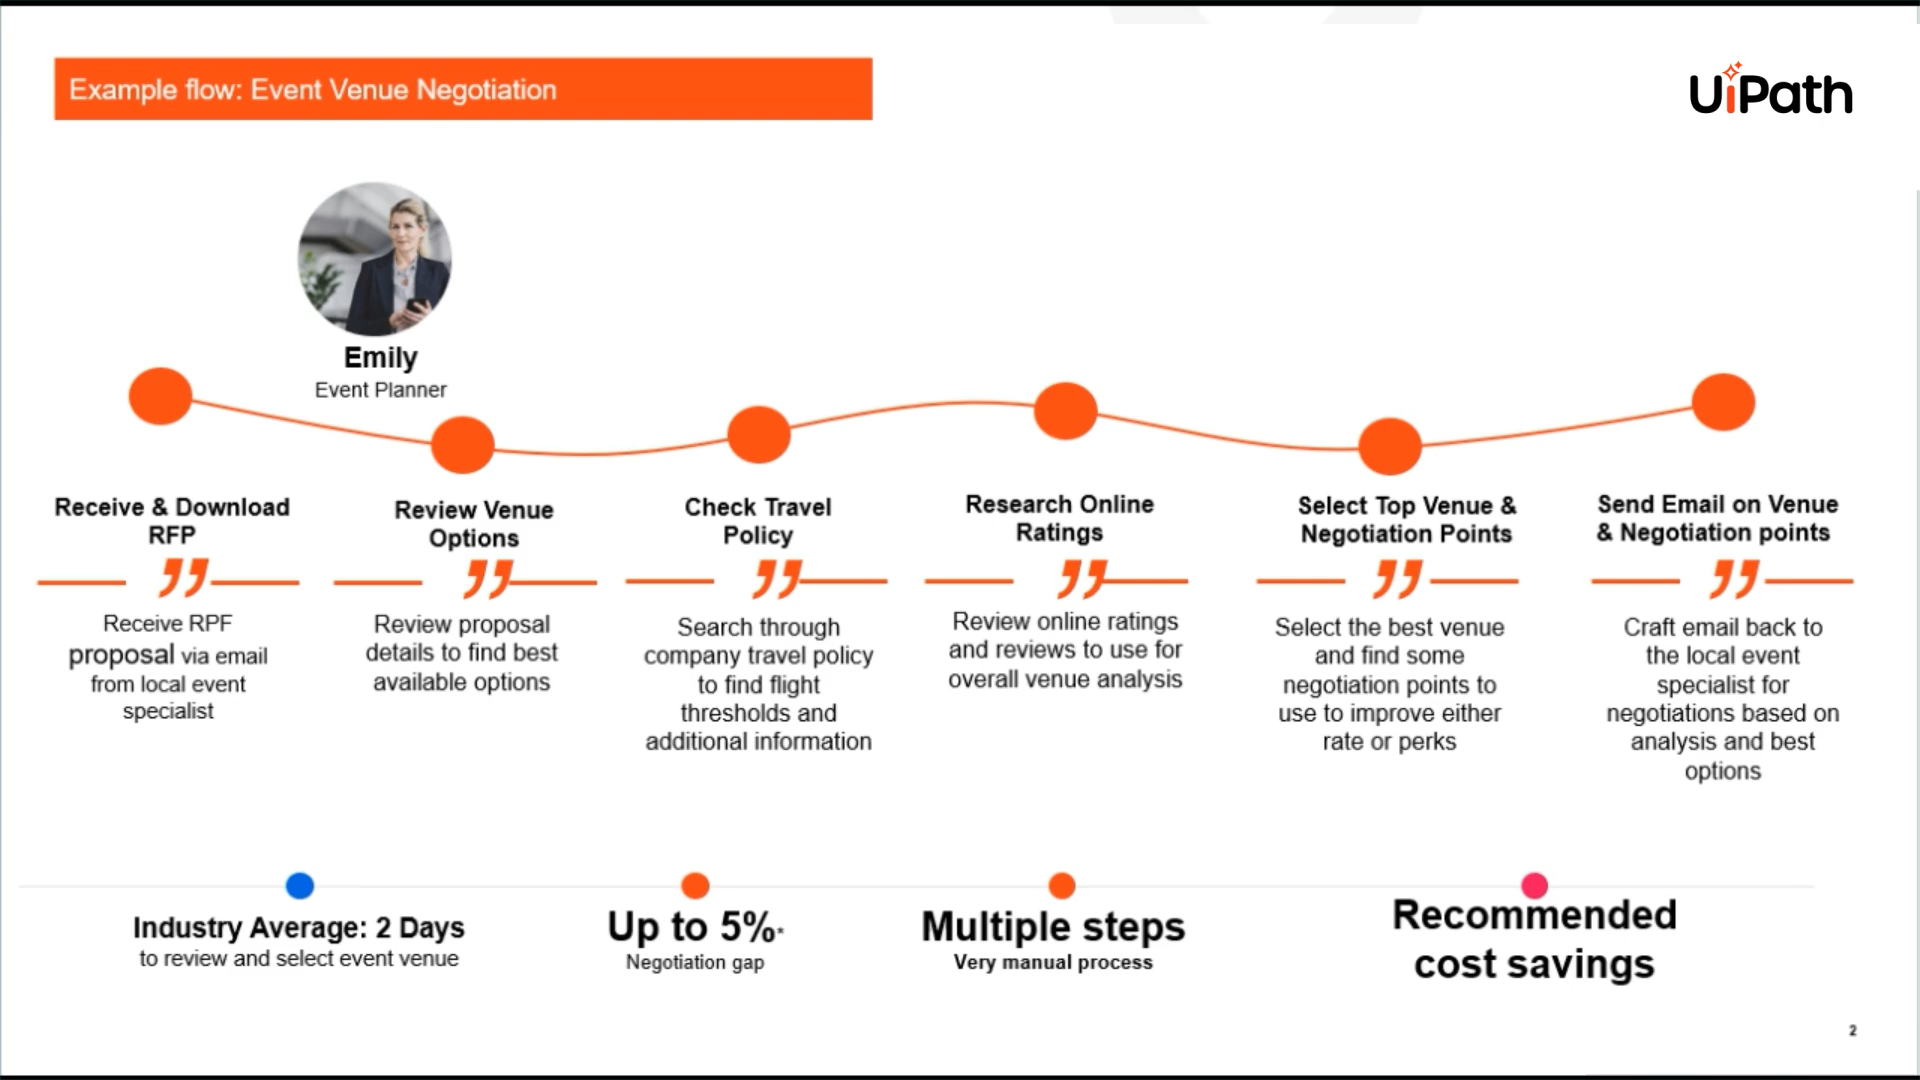 Example flow: Event Venue Negotiation
UiPath
Emily
Event Planner
Receive & Download
RFP
Receive RPF
proposal via email
from local event
specialist
Review Venue
Options
Review proposal
details to find best
available options
Check Travel
Policy
Search through
company travel policy
to find flight
thresholds and
additional information
Research Online
Ratings
Review online ratings
and reviews to use for
overall venue analysis
Select Top Venue &
Negotiation Points
Select the best venue
and find some
negotiation points to
use to improve either
rate or perks
Send Email on Venue
& Negotiation points
Craft email back to
the local event
specialist for
negotiations based on
analysis and best
options
Industry Average: 2 Days
to review and select event venue
Up to 5%*
Negotiation gap
Multiple steps
Very manual process
Recommended
cost savings
2